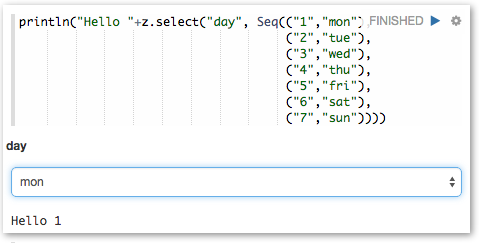 println("Hello "+z.select("day", Seq(("1","mon") FINISHED
("2","tue"),
("3","wed"),
("4","thu"),
("5","fri"),
("6","sat"),
("7","sun"))))
day
mon
Hello 1